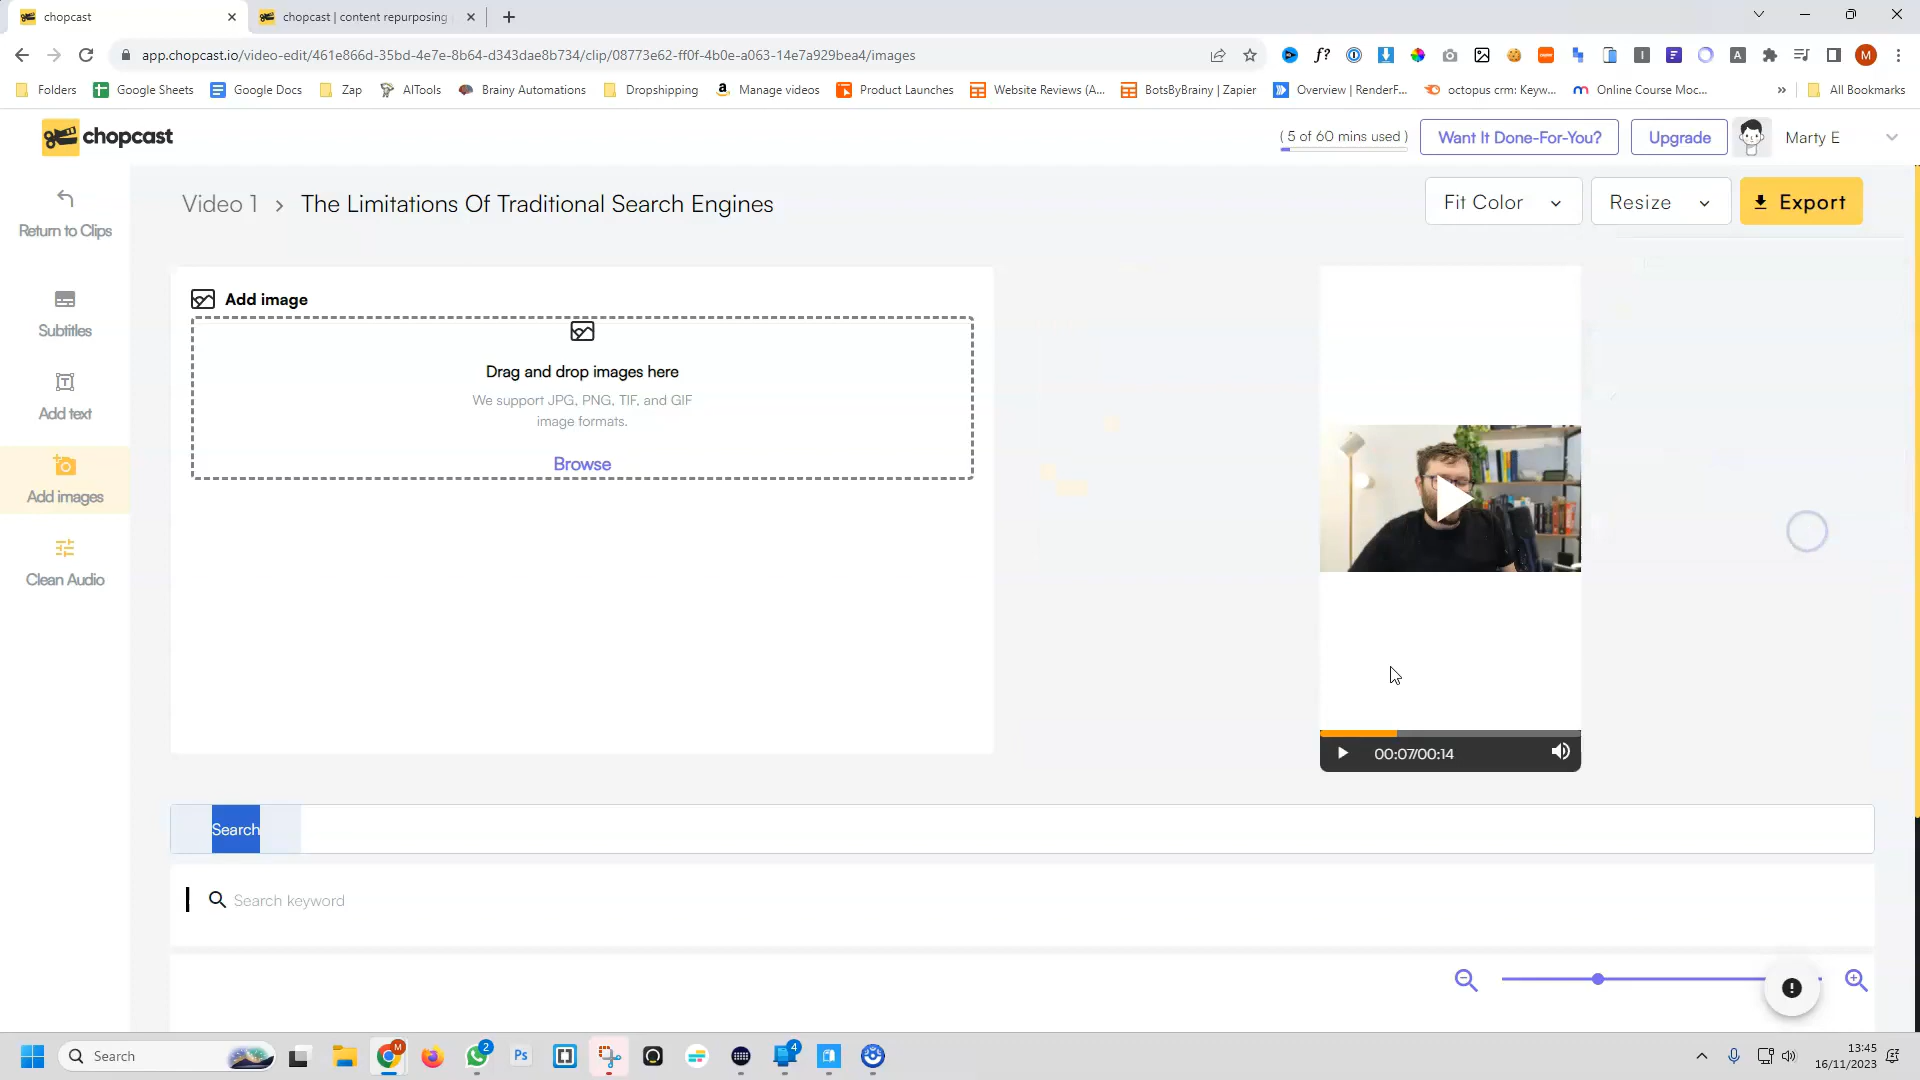 chopcast
chopcast | content repurposing
app.chopcast.io/video-edit/461e866d-35bd-4e7e-8b64-d343dae8b734/clip/08773e62-ff0f-4b0e-a063-14e7a929bea4/images
Folders
Google Sheets
Google Docs
Zap
AITools
Brainy Automations
Dropshipping
Manage videos
Product Launches
Website Reviews (A...
BotsByBrainy | Zapier
Overview | RenderF...
octopus crm: Keyw...
Online Course Moc...
»
All Bookmarks
chopcast
( 5 of 60 mins used )
Want It Done-For-You?
Upgrade
Marty E
Return to Clips
Video 1 > The Limitations Of Traditional Search Engines
Fit Color
Resize
Export
Subtitles
Add text
Add images
Clean Audio
Add image
Drag and drop images here
We support JPG, PNG, TIF, and GIF
image formats.
Browse
00:07/00:14
Search
Search keyword
Search
13:45
16/11/2023